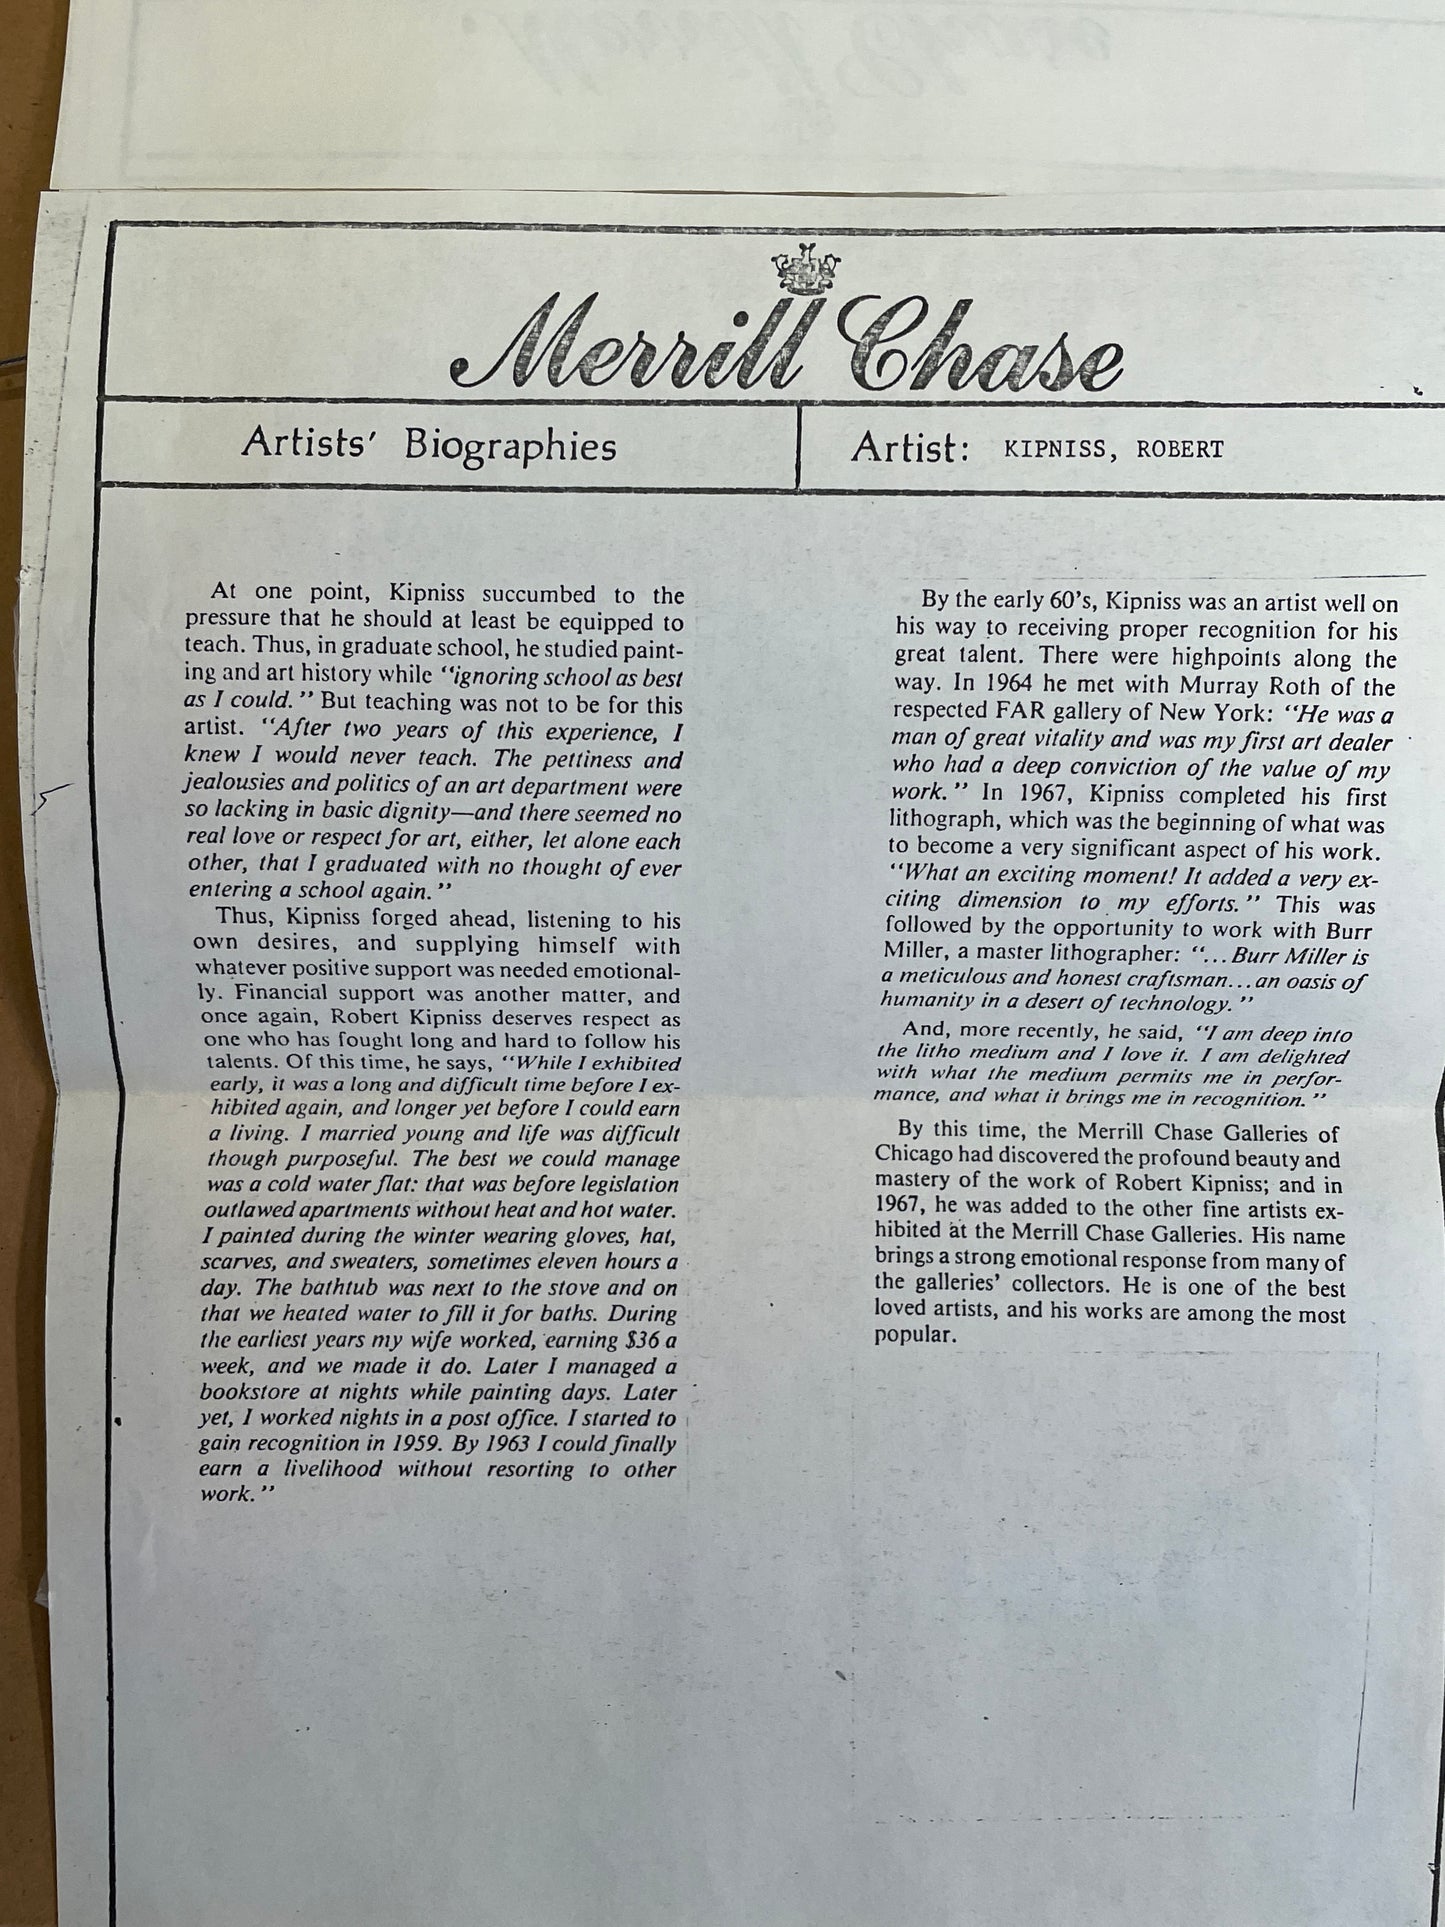 Merrill Chase
Artists' Biographies
Artist: KIPNISS, ROBERT
At one point, Kipniss succumbed to the
pressure that he should at least be equipped to
teach. Thus, in graduate school, he studied paint-
ing and art history while “ignoring school as best
as I could.” But teaching was not to be for this
artist. “After two years of this experience, I
knew I would never teach. The pettiness and
jealousies and politics of an art department were
so lacking in basic dignity—and there seemed no
real love or respect for art, either, let alone each
other, that I graduated with no thought of ever
entering a school again.”
Thus, Kipniss forged ahead, listening to his
own desires, and supplying himself with
whatever positive support was needed emotional-
ly. Financial support was another matter, and
once again, Robert Kipniss deserves respect as
one who has fought long and hard to follow his
talents. Of this time, he says, “While I exhibited
early, it was a long and difficult time before I ex-
hibited again, and longer yet before I could earn
a living. I married young and life was difficult
though purposeful. The best we could manage
was a cold water flat: that was before legislation
outlawed apartments without heat and hot water.
I painted during the winter wearing gloves, hat,
scarves, and sweaters, sometimes eleven hours a
day. The bathtub was next to the stove and on
that we heated water to fill it for baths. During
the earliest years my wife worked, earning $36 a
week, and we made it do. Later I managed a
bookstore at nights while painting days. Later
yet, I worked nights in a post office. I started to
gain recognition in 1959. By 1963 I could finally
earn a livelihood without resorting to other
work.”
By the early 60's, Kipniss was an artist well on
his way to receiving proper recognition for his
great talent. There were highpoints along the
way. In 1964 he met with Murray Roth of the
respected FAR gallery of New York: “He was a
man of great vitality and was my first art dealer
who had a deep conviction of the value of my
work.” In 1967, Kipniss completed his first
lithograph, which was the beginning of what was
to become a very significant aspect of his work.
“What an exciting moment! It added a very ex-
citing dimension to my efforts.” This was
followed by the opportunity to work with Burr
Miller, a master lithographer: “...Burr Miller is
a meticulous and honest craftsman...an oasis of
humanity in a desert of technology.”
And, more recently, he said, “I am deep into
the litho medium and I love it. I am delighted
with what the medium permits me in perfor-
mance, and what it brings me in recognition.”
By this time, the Merrill Chase Galleries of
Chicago had discovered the profound beauty and
mastery of the work of Robert Kipniss; and in
1967, he was added to the other fine artists ex-
hibited at the Merrill Chase Galleries. His name
brings a strong emotional response from many of
the galleries' collectors. He is one of the best
loved artists, and his works are among the most
popular.